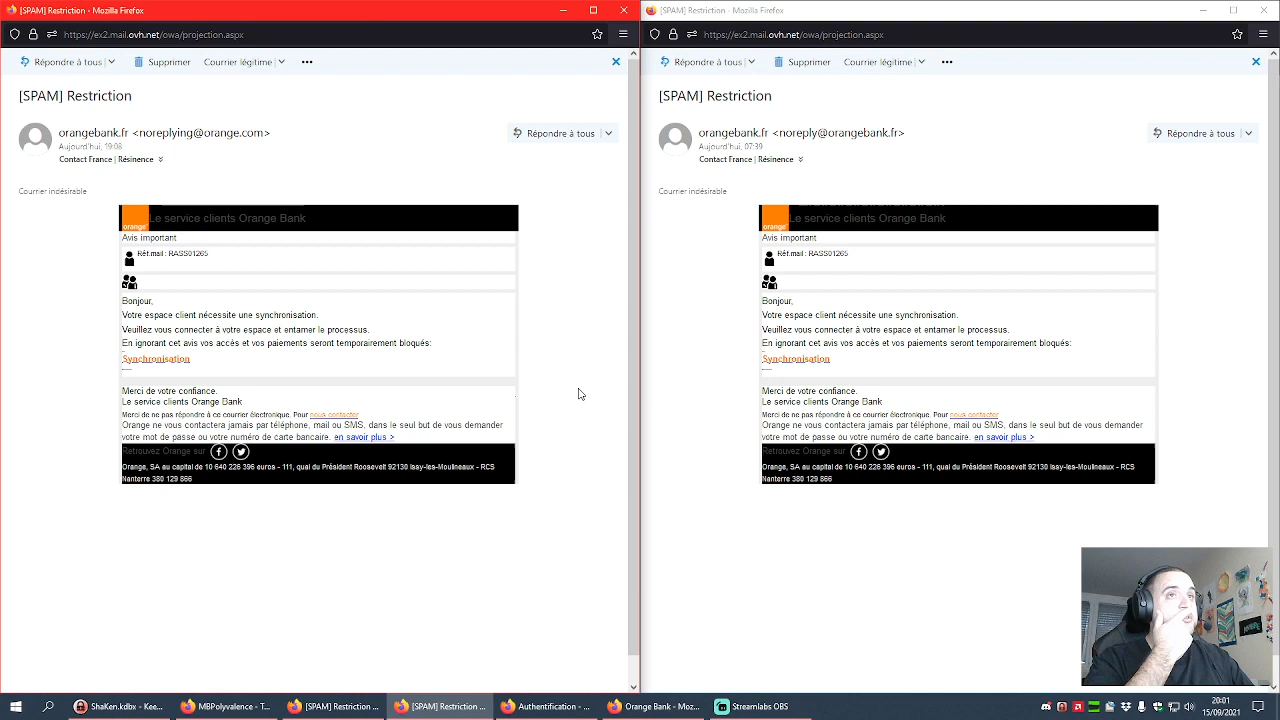 [SPAM] Restriction - Mozilla Firefox
https://ex2.mail.ovh.net/owa/projection.aspx
Répondre à tous
Supprimer
Courrier légitime
[SPAM] Restriction
orangebank.fr <noreplying@orange.com>
Aujourd'hui, 19:08
Contact France | Résinence
Répondre à tous
Courrier indésirable
Le service clients Orange Bank
orange
Avis important
Réf.mail : RASS01265
Bonjour,
Votre espace client nécessite une synchronisation.
Veuillez vous connecter à votre espace et entamer le processus.
En ignorant cet avis vos accès et vos paiements seront temporairement bloqués:
Synchronisation
Merci de votre confiance.
Le service clients Orange Bank
Merci de ne pas répondre à ce courrier électronique. Pour nous contacter
Orange ne vous contactera jamais par téléphone, mail ou SMS, dans le seul but de vous demander
votre mot de passe ou votre numéro de carte bancaire. en savoir plus >
Retrouvez Orange sur
Orange, SA au capital de 10 640 226 396 euros - 111, quai du Président Roosevelt 92130 Issy-les-Moulineaux - RCS
Nanterre 380 129 866
[SPAM] Restriction - Mozilla Firefox
https://ex2.mail.ovh.net/owa/projection.aspx
Répondre à tous
Supprimer
Courrier légitime
[SPAM] Restriction
orangebank.fr <noreply@orangebank.fr>
Aujourd'hui, 07:39
Contact France | Résinence
Répondre à tous
Courrier indésirable
Le service clients Orange Bank
orange
Avis important
Réf.mail : RASS01265
Bonjour,
Votre espace client nécessite une synchronisation.
Veuillez vous connecter à votre espace et entamer le processus.
En ignorant cet avis vos accès et vos paiements seront temporairement bloqués:
Synchronisation
Merci de votre confiance.
Le service clients Orange Bank
Merci de ne pas répondre à ce courrier électronique. Pour nous contacter
Orange ne vous contactera jamais par téléphone, mail ou SMS, dans le seul but de vous demander
votre mot de passe ou votre numéro de carte bancaire. en savoir plus >
Retrouvez Orange sur
Orange, SA au capital de 10 640 226 396 euros - 111, quai du Président Roosevelt 92130 Issy-les-Moulineaux - RCS
Nanterre 380 129 866
ShaKen.kdbx - Kee...
MBPolyvalence - T...
[SPAM] Restriction ...
[SPAM] Restriction ...
Authentification - ...
Orange Bank - Moz...
Streamlabs OBS
20:01
15/09/2021